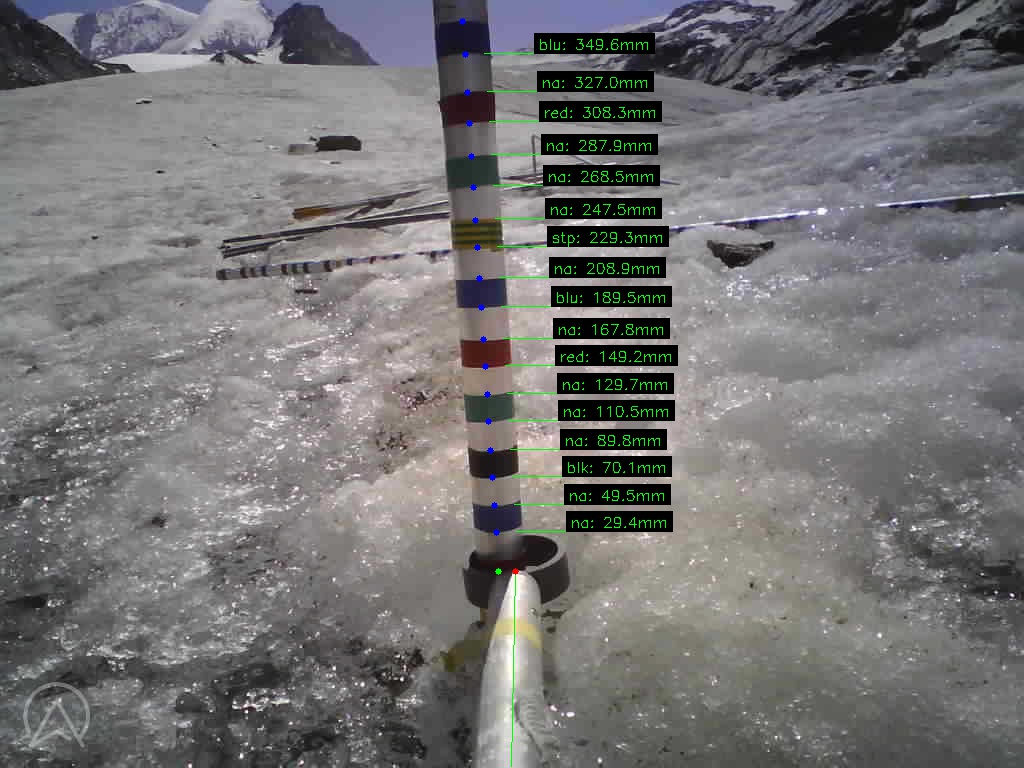 blu: 349.6mm
na: 327.0mm
red: 308.3mm
na: 287.9mm
na: 268.5mm
na: 247.5mm
stp: 229.3mm
na: 208.9mm
blu: 189.5mm
na: 167.8mm
red: 149.2mm
na: 129.7mm
na: 110.5mm
na: 89.8mm
blk: 70.1mm
na: 49.5mm
na: 29.4mm